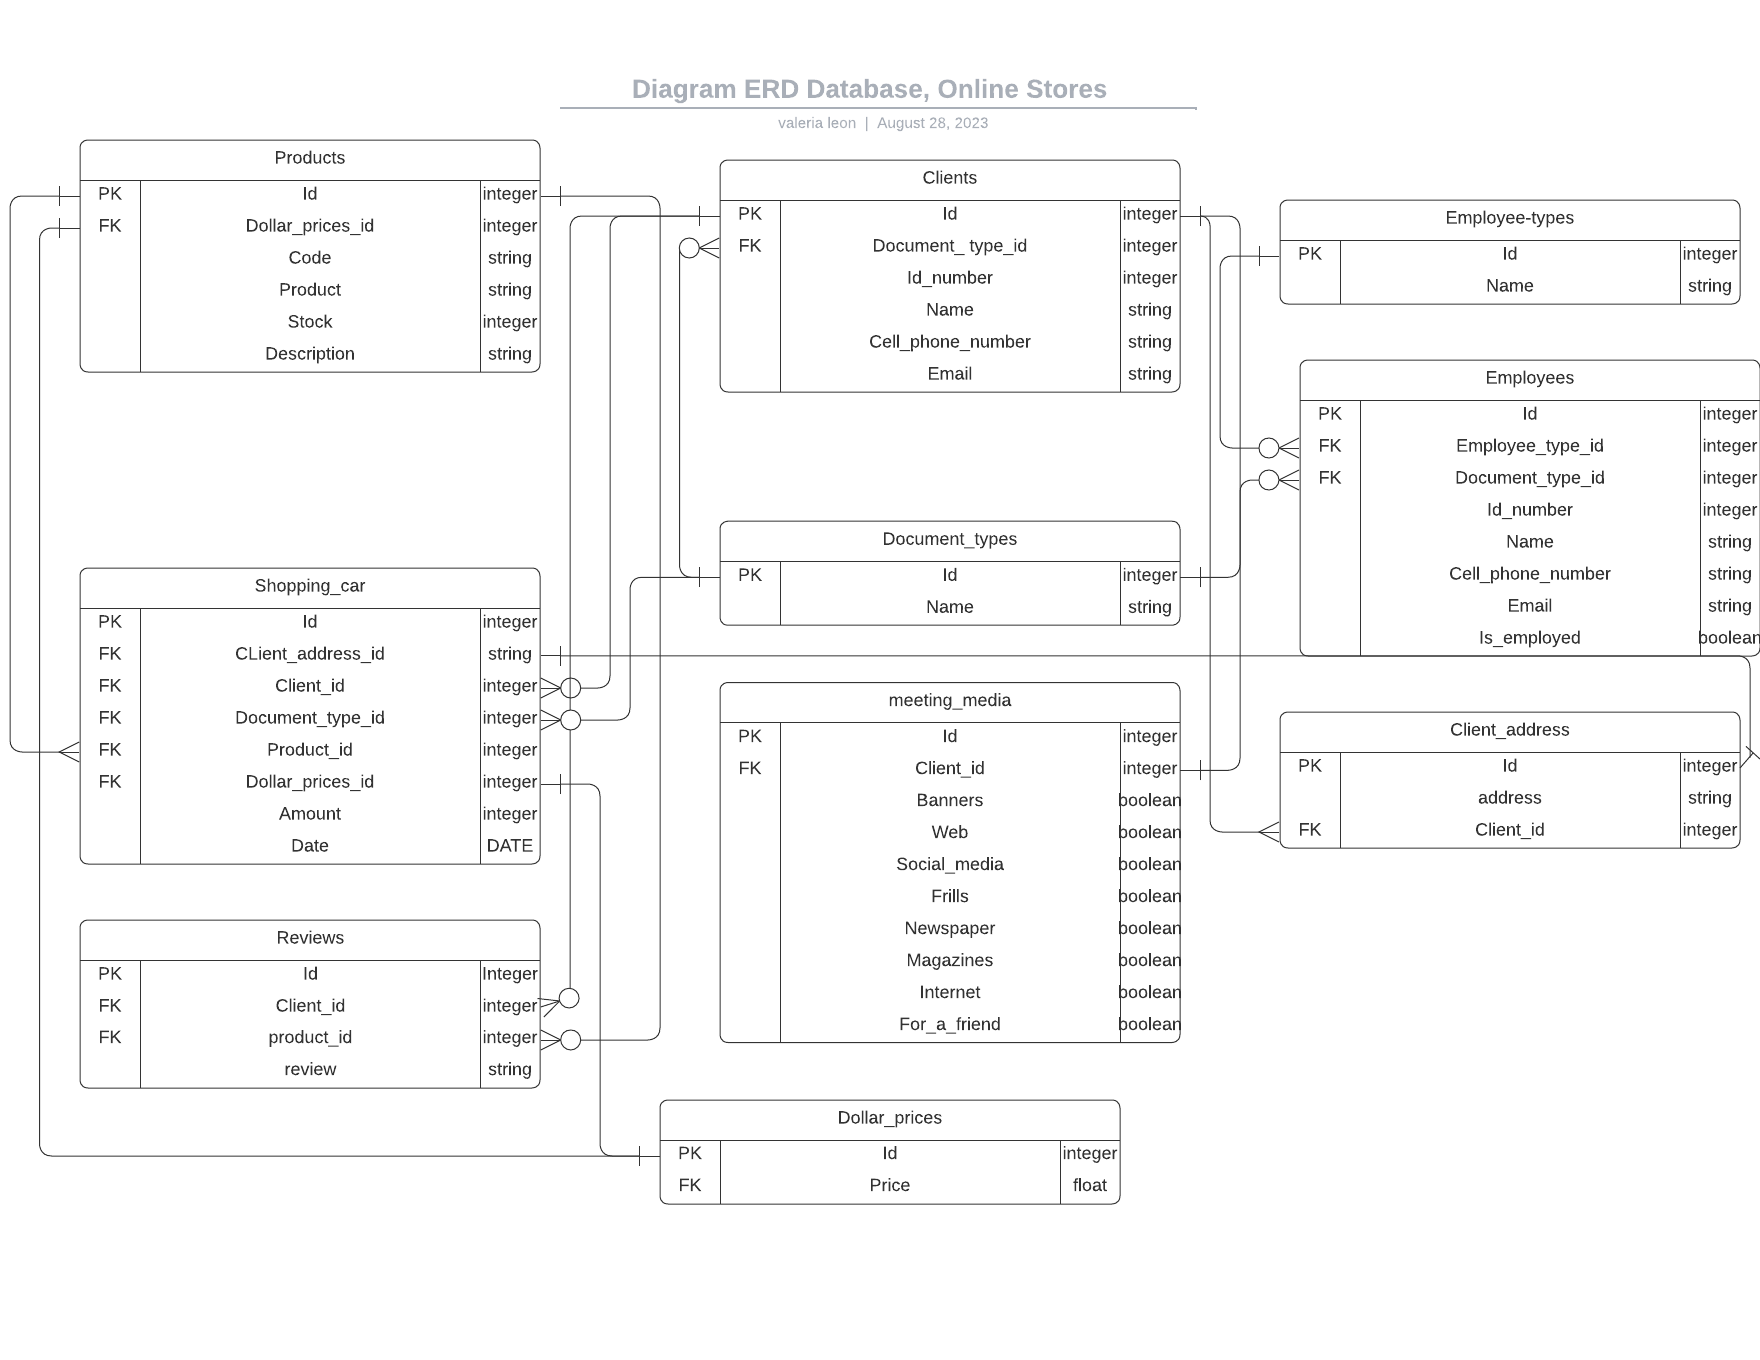 Diagram ERD Database, Online Stores
valeria leon | August 28, 2023
Products
PK Id integer
FK Dollar_prices_id integer
Code string
Product string
Stock integer
Description string
Clients
PK Id integer
FK Document_ type_id integer
Id_number integer
Name string
Cell_phone_number string
Email string
Employee-types
PK Id integer
Name string
Employees
PK Id integer
FK Employee_type_id integer
FK Document_type_id integer
Id_number integer
Name string
Cell_phone_number string
Email string
Is_employed boolean
Document_types
PK Id integer
Name string
Shopping_car
PK Id integer
FK CLient_address_id string
FK Client_id integer
FK Document_type_id integer
FK Product_id integer
FK Dollar_prices_id integer
Amount integer
Date DATE
meeting_media
PK Id integer
FK Client_id integer
Banners boolean
Web boolean
Social_media boolean
Frills boolean
Newspaper boolean
Magazines boolean
Internet boolean
For_a_friend boolean
Client_address
PK Id integer
address string
FK Client_id integer
Reviews
PK Id Integer
FK Client_id integer
FK product_id integer
review string
Dollar_prices
PK Id integer
FK Price float